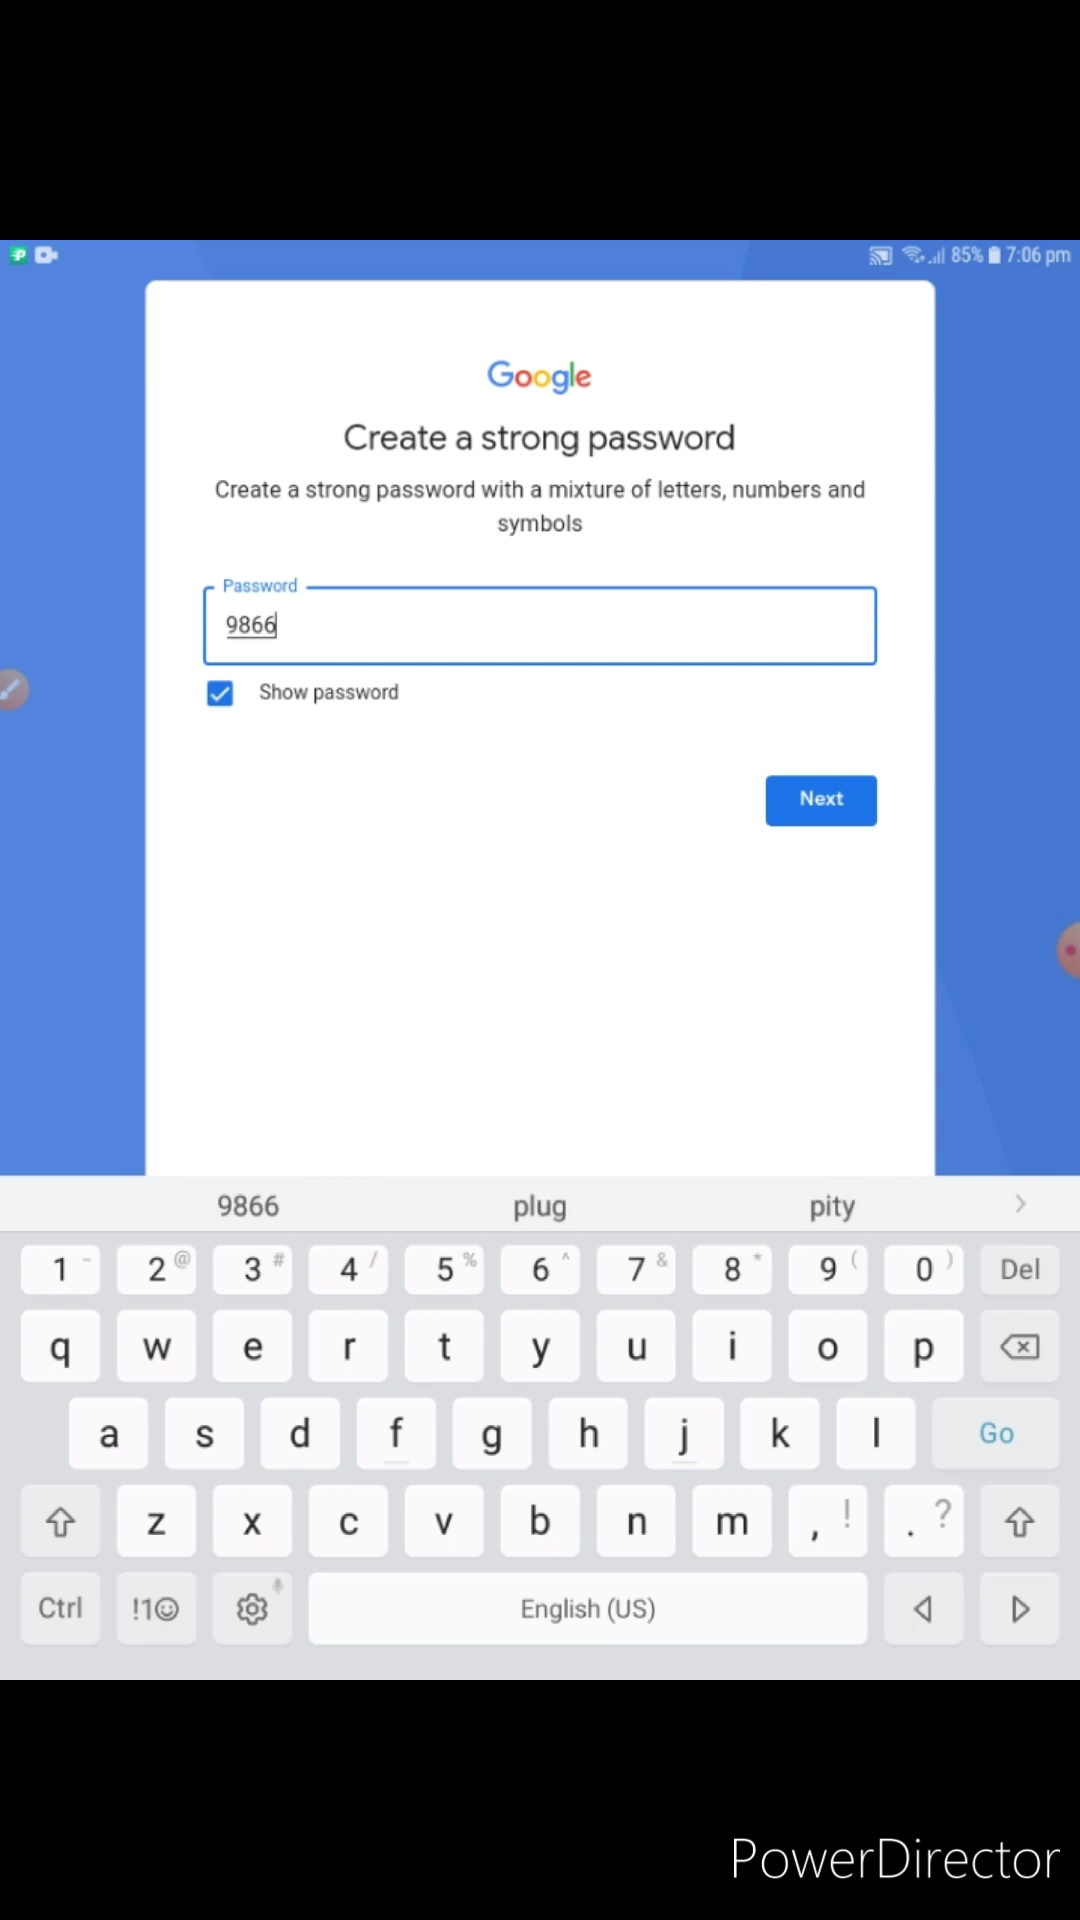 85% 7:06 pm
Google
Create a strong password
Create a strong password with a mixture of letters, numbers and
symbols
Password
9866
Show password
Next
9866 plug pity
1 - 2 @ 3 # 4 / 5 % 6 ^ 7 & 8 * 9 ( 0 ) Del
q w e r t y u i o p
a s d f g h j k l Go
z x c v b n m , ! . ?
Ctrl !1☺ English (US)
PowerDirector